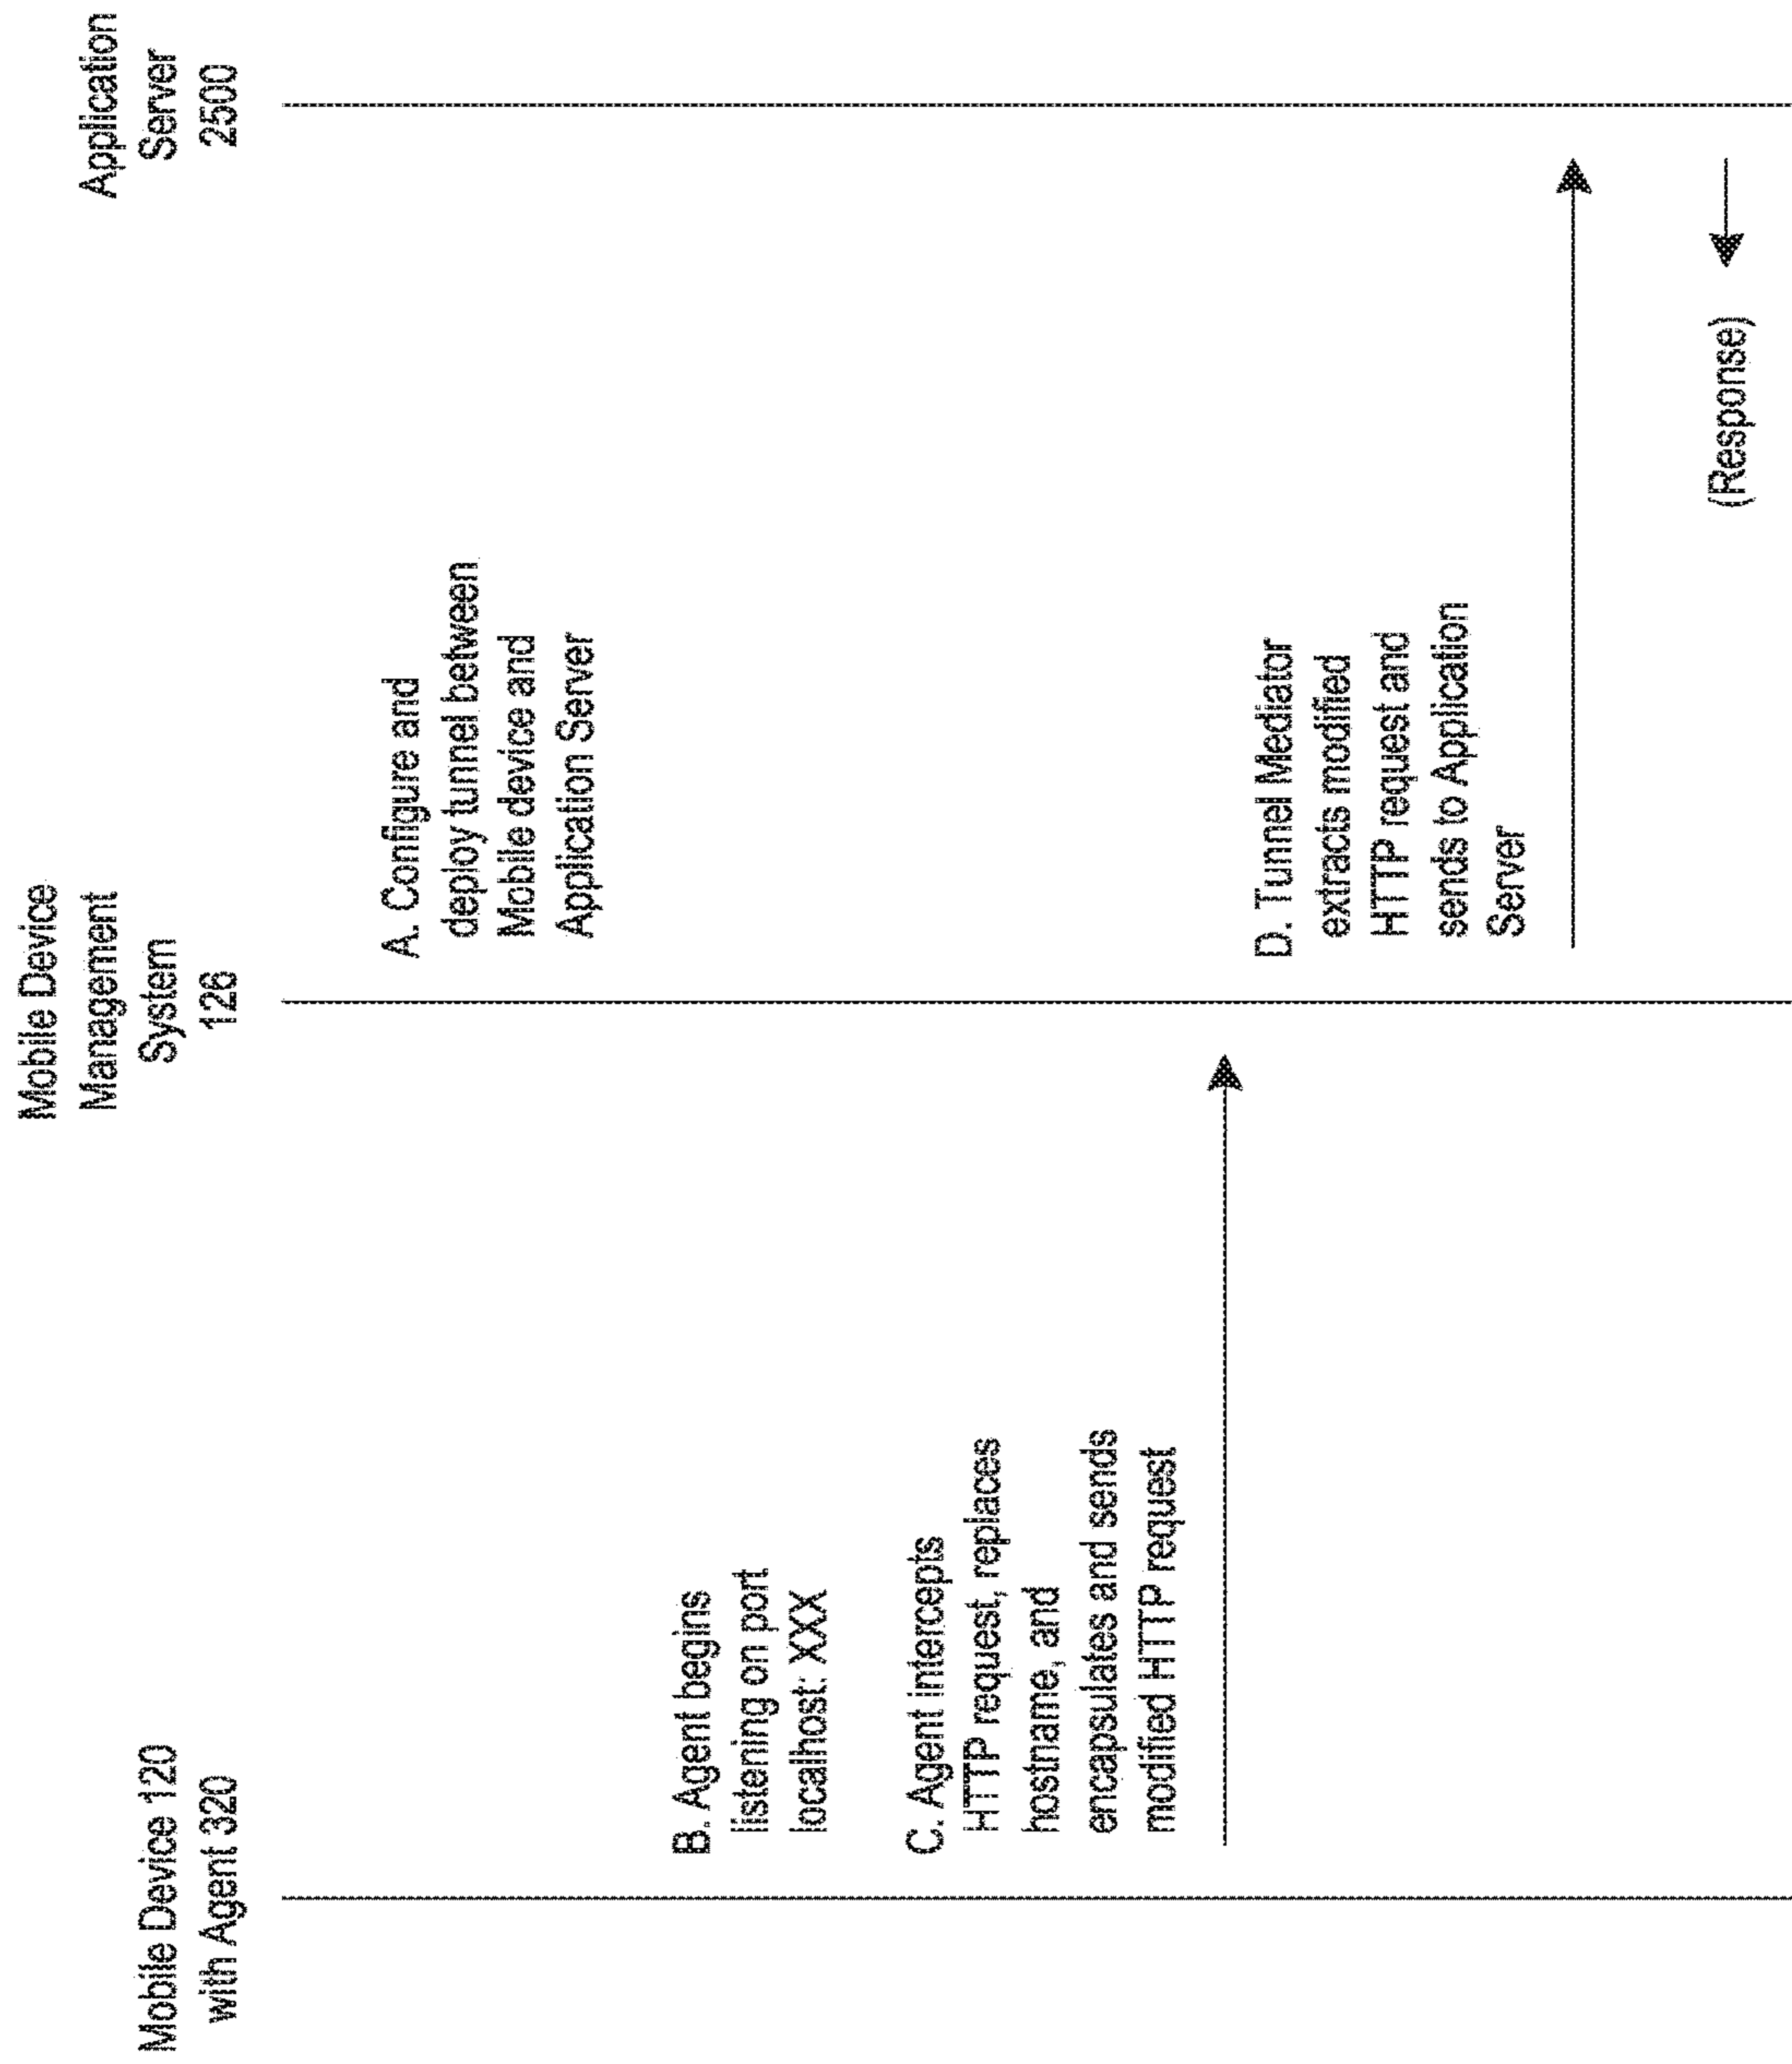 Mobile Device 120
with Agent 320
Mobile Device
Management
System
126
Application
Server
2500
A. Configure and
deploy tunnel between
Mobile device and
Application Server
B. Agent begins
listening on port
localhost: XXX
C. Agent intercepts
HTTP request, replaces
hostname, and
encapsulates and sends
modified HTTP request
D. Tunnel Mediator
extracts modified
HTTP request and
sends to Application
Server
(Response)